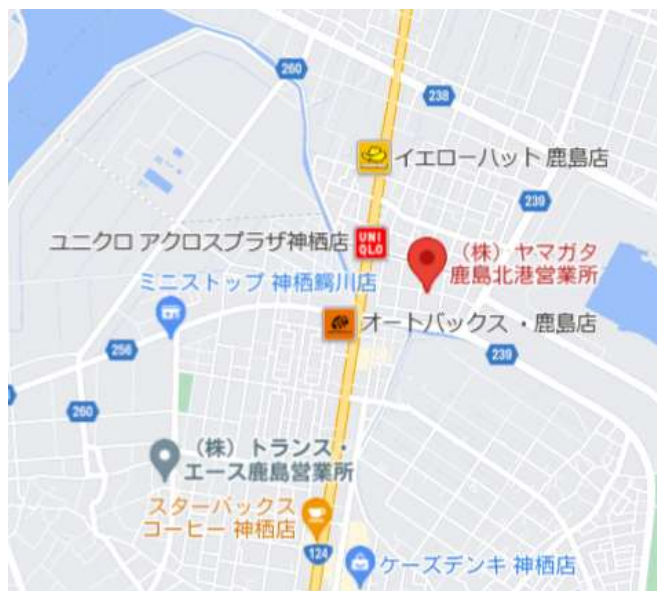 260
238
イエローハット 鹿島店
239
ユニクロ アクロスプラザ神栖店
UNI
QLO
（株）ヤマガタ
鹿島北港営業所
ミニストップ 神栖鰐川店
オートバックス ・鹿島店
256
239
260
（株）トランス・
エース鹿島営業所
スターバックス
コーヒー 神栖店
124
ケーズデンキ 神栖店